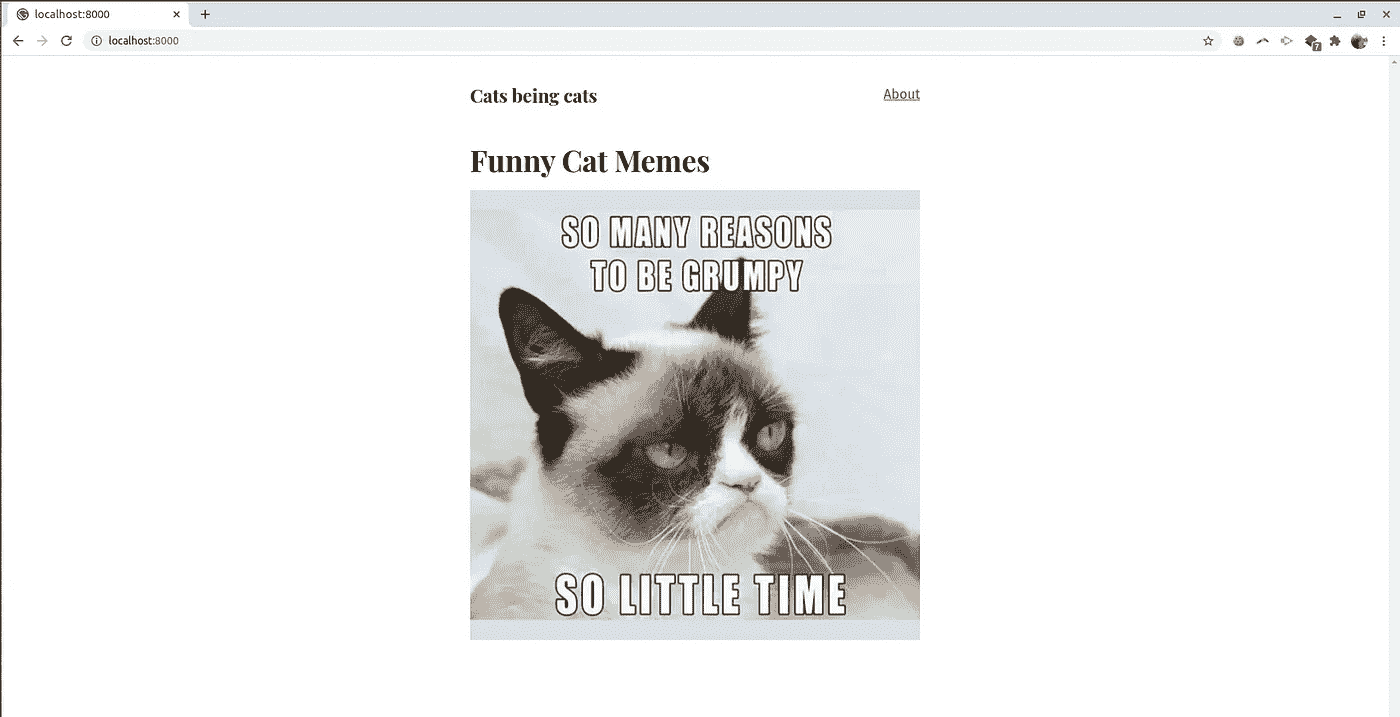 localhost:8000
localhost:8000
7
Cats being cats
About
Funny Cat Memes
SO MANY REASONS
TO BE GRUMPY
SO LITTLE TIME